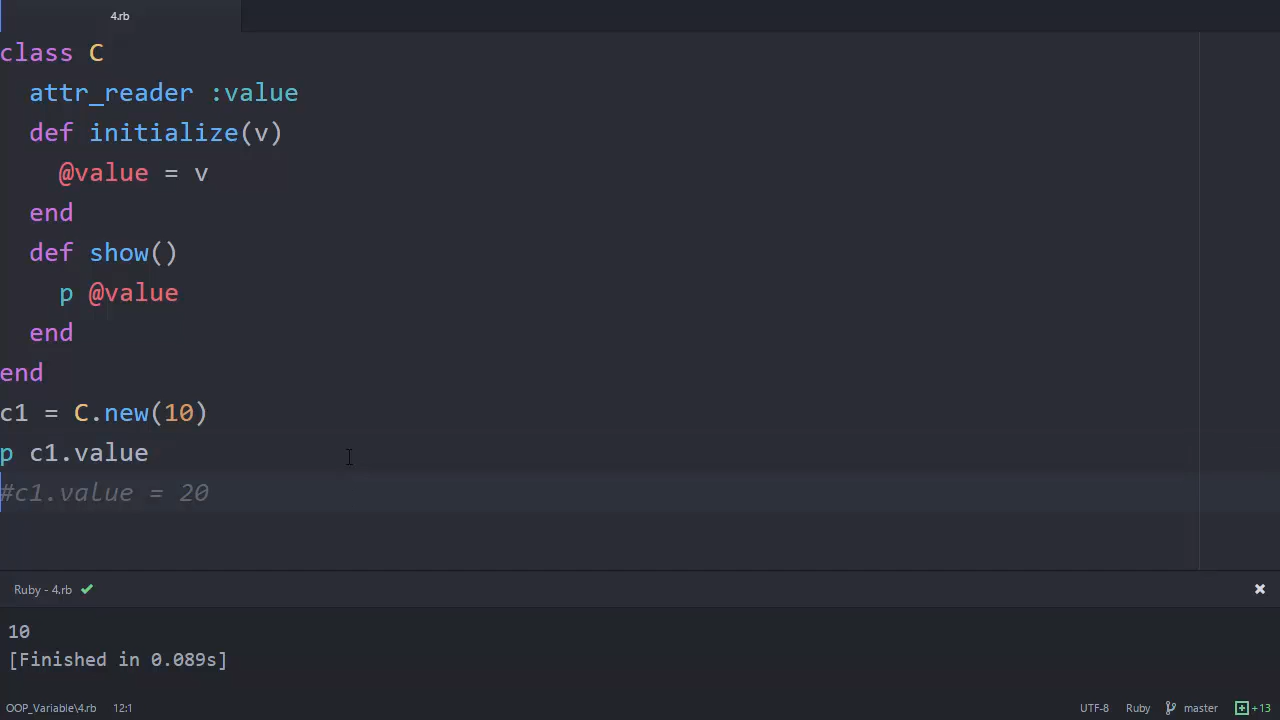 4.rb
class C
  attr_reader :value
  def initialize(v)
    @value = v
  end
  def show()
    p @value
  end
end
c1 = C.new(10)
p c1.value
#c1.value = 20
Ruby - 4.rb
10
[Finished in 0.089s]
OOP_Variable\4.rb 12:1 UTF-8 Ruby master +13